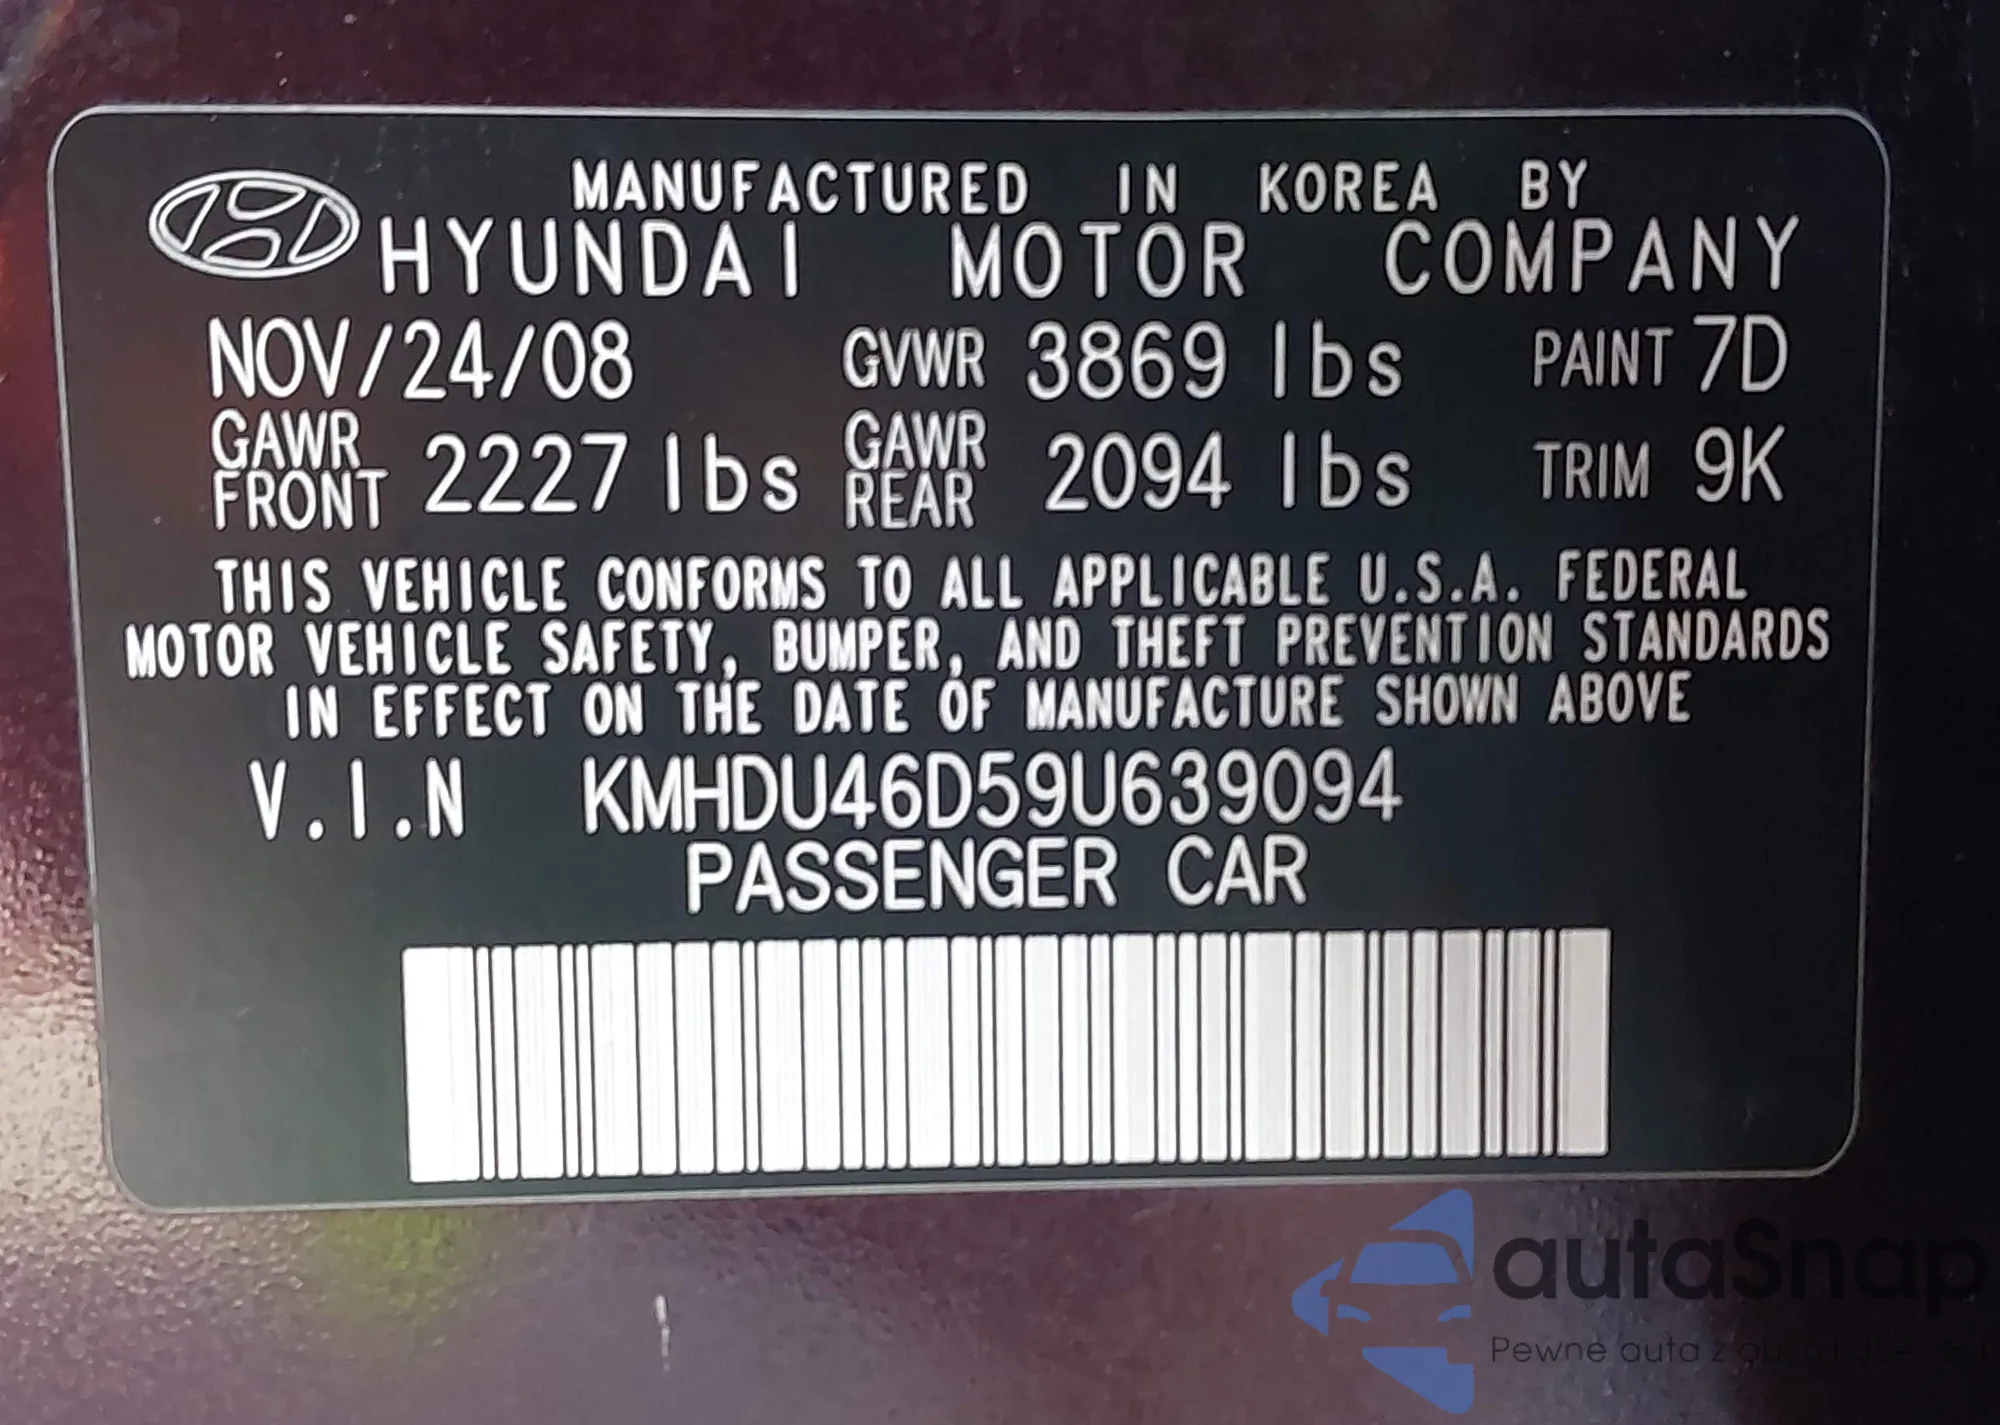 MANUFACTURED IN KOREA BY
HYUNDAI MOTOR COMPANY
NOV/24/08 GVWR 3869 lbs PAINT 7D
GAWR FRONT 2227 lbs GAWR REAR 2094 lbs TRIM 9K
THIS VEHICLE CONFORMS TO ALL APPLICABLE U.S.A. FEDERAL
MOTOR VEHICLE SAFETY, BUMPER, AND THEFT PREVENTION STANDARDS
IN EFFECT ON THE DATE OF MANUFACTURE SHOWN ABOVE
V.I.N KMHDU46D59U639094
PASSENGER CAR
autaSnap
Pewne auta z